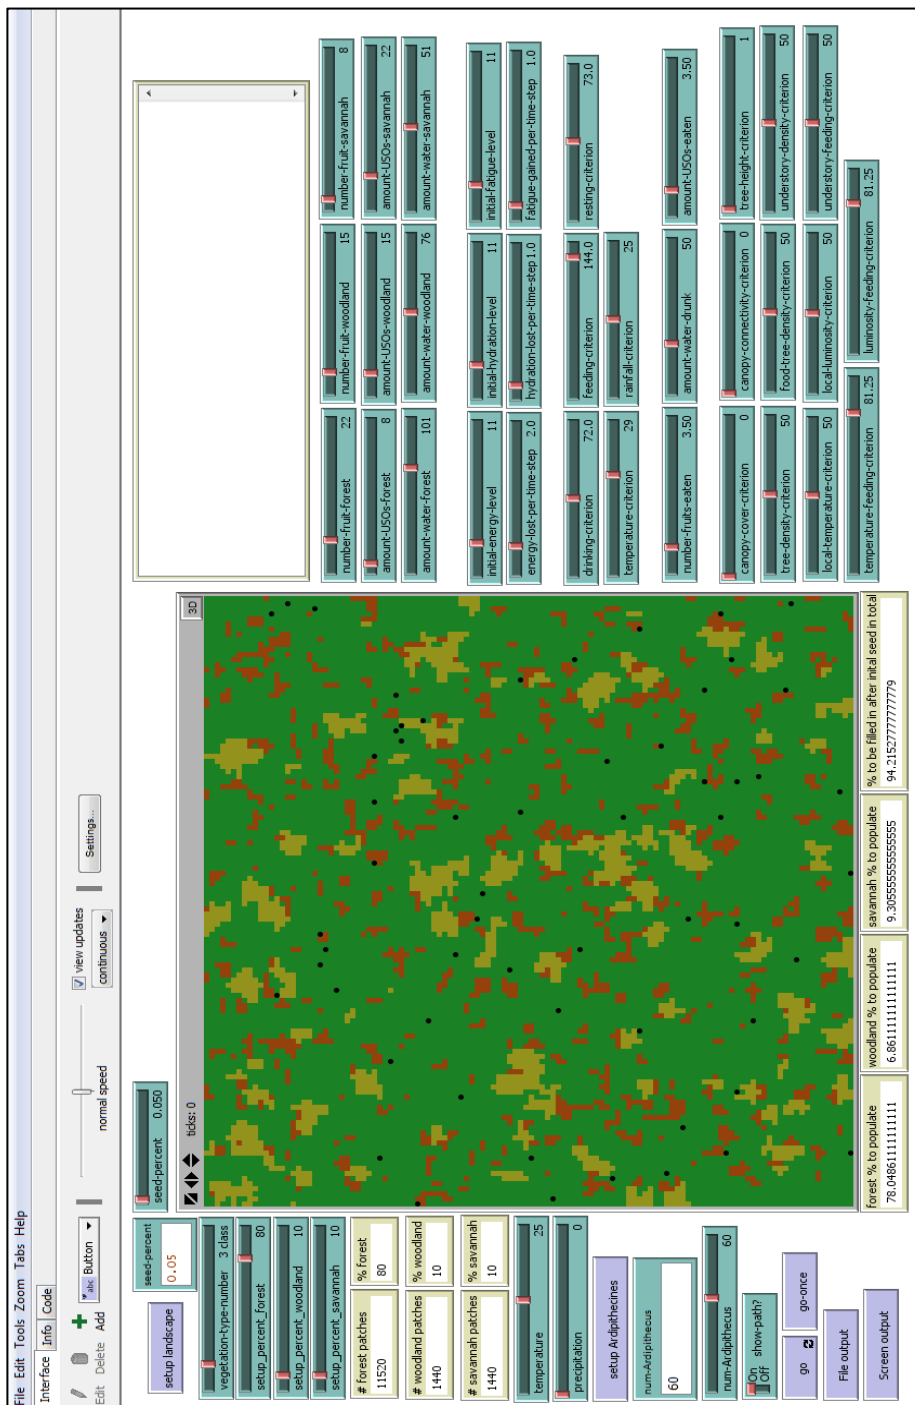 File Edit Tools Zoom Tabs Help
Interface Info Code
Edit Delete Add
abc Button
normal speed
view updates
continuous
Settings...
setup landscape
seed-percent
0.05
seed-percent 0.050
vegetation-type-number 3 class
setup_percent_forest 80
setup_percent_woodland 10
setup_percent_savannah 10
# forest patches
11520
% forest
80
# woodland patches
1440
% woodland
10
# savannah patches
1440
% savannah
10
temperature 25
precipitation 0
setup Ardipithecines
num-Ardipithecus
60
num-Ardipithecus 60
On
Off
show-path?
go
go-once
File output
Screen output
ticks: 0
3D
forest % to populate
78.04861111111111
woodland % to populate
6.861111111111111
savannah % to populate
9.305555555555555
% to be filled in after inital seed in total
94.21527777777779
number-fruit-forest 22
number-fruit-woodland 15
number-fruit-savannah 8
amount-USOs-forest 8
amount-USOs-woodland 15
amount-USOs-savannah 22
amount-water-forest 101
amount-water-woodland 76
amount-water-savannah 51
initial-energy-level 11
initial-hydration-level 11
initial-fatigue-level 11
energy-lost-per-time-step 2.0
hydration-lost-per-time-step 1.0
fatigue-gained-per-time-step 1.0
drinking-criterion 72.0
feeding-criterion 144.0
resting-criterion 73.0
temperature-criterion 29
rainfall-criterion 25
number-fruits-eaten 3.50
amount-water-drunk 50
amount-USOs-eaten 3.50
canopy-cover-criterion 0
canopy-connectivity-criterion 0
tree-height-criterion 1
tree-density-criterion 50
food-tree-density-criterion 50
understory-density-criterion 50
local-temperature-criterion 50
local-luminosity-criterion 50
understory-feeding-criterion 50
temperature-feeding-criterion 81.25
luminosity-feeding-criterion 81.25